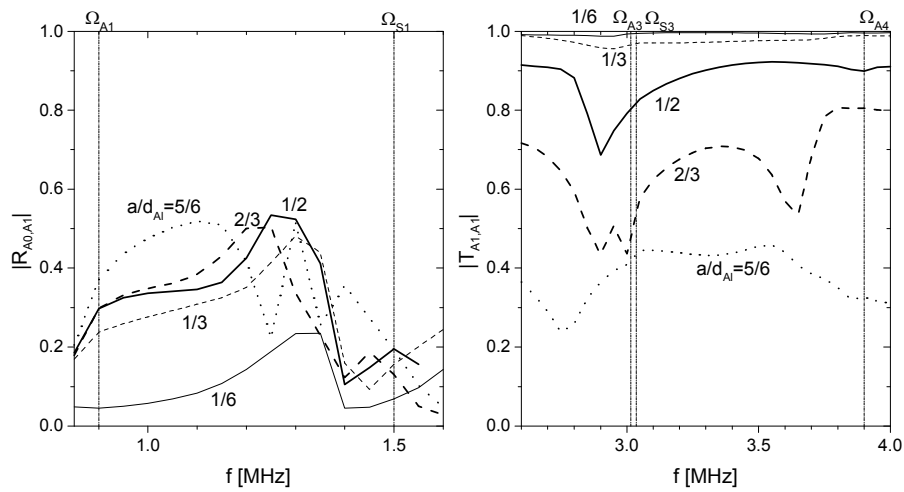 Ω_A1 Ω_S1
1.0
0.8
0.6
0.4
0.2
0.0
|R_A0,A1|
a/d_Al=5/6
2/3
1/2
1/3
1/6
1.0 1.5
f [MHz]
1/6 Ω_A3 Ω_S3 Ω_A4
1.0
0.8
0.6
0.4
0.2
0.0
|T_A1,A1|
1/3
1/2
2/3
a/d_Al=5/6
3.0 3.5 4.0
f [MHz]